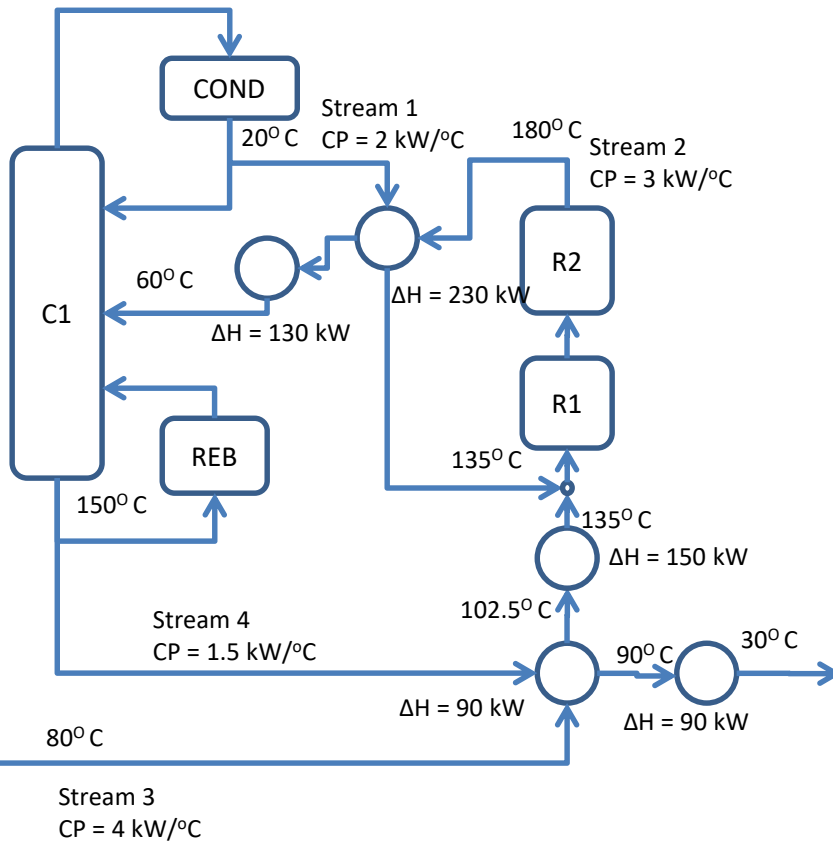 COND
Stream 1
CP = 2 kW/°C
20° C
180° C
Stream 2
CP = 3 kW/°C
R2
60° C
C1
ΔH = 230 kW
ΔH = 130 kW
R1
REB
135° C
150° C
135° C
ΔH = 150 kW
102.5° C
Stream 4
CP = 1.5 kW/°C
90° C
30° C
ΔH = 90 kW
ΔH = 90 kW
80° C
Stream 3
CP = 4 kW/°C